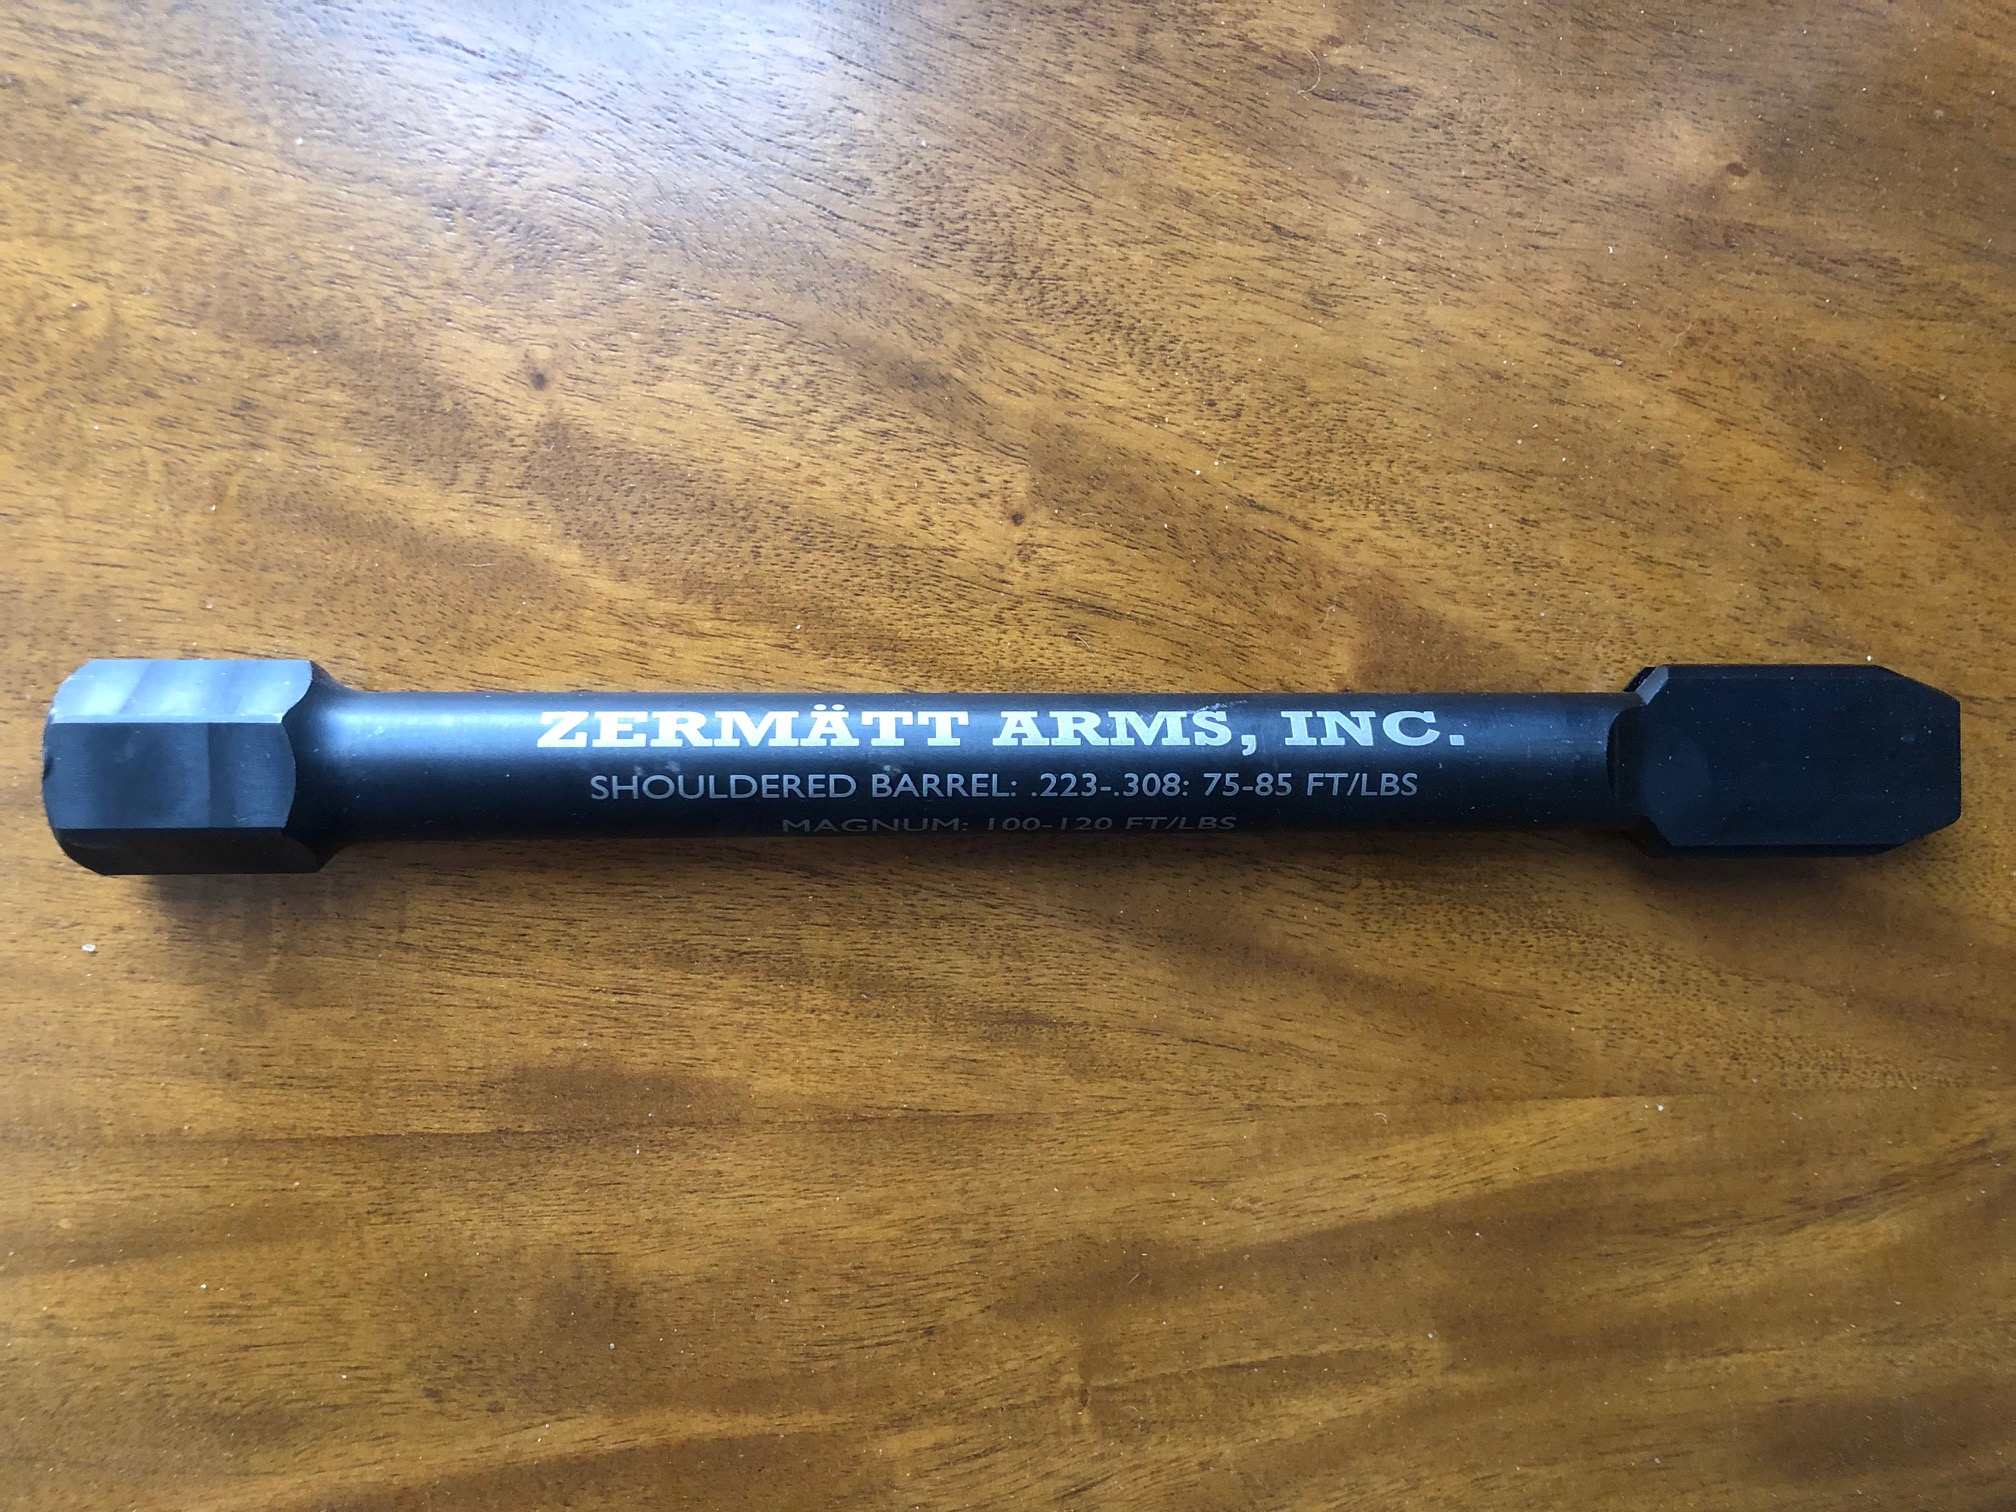 ZERMÄTT ARMS, INC.
SHOULDERED BARREL: .223-.308: 75-85 FT/LBS
MAGNUM: 100-120 FT/LBS